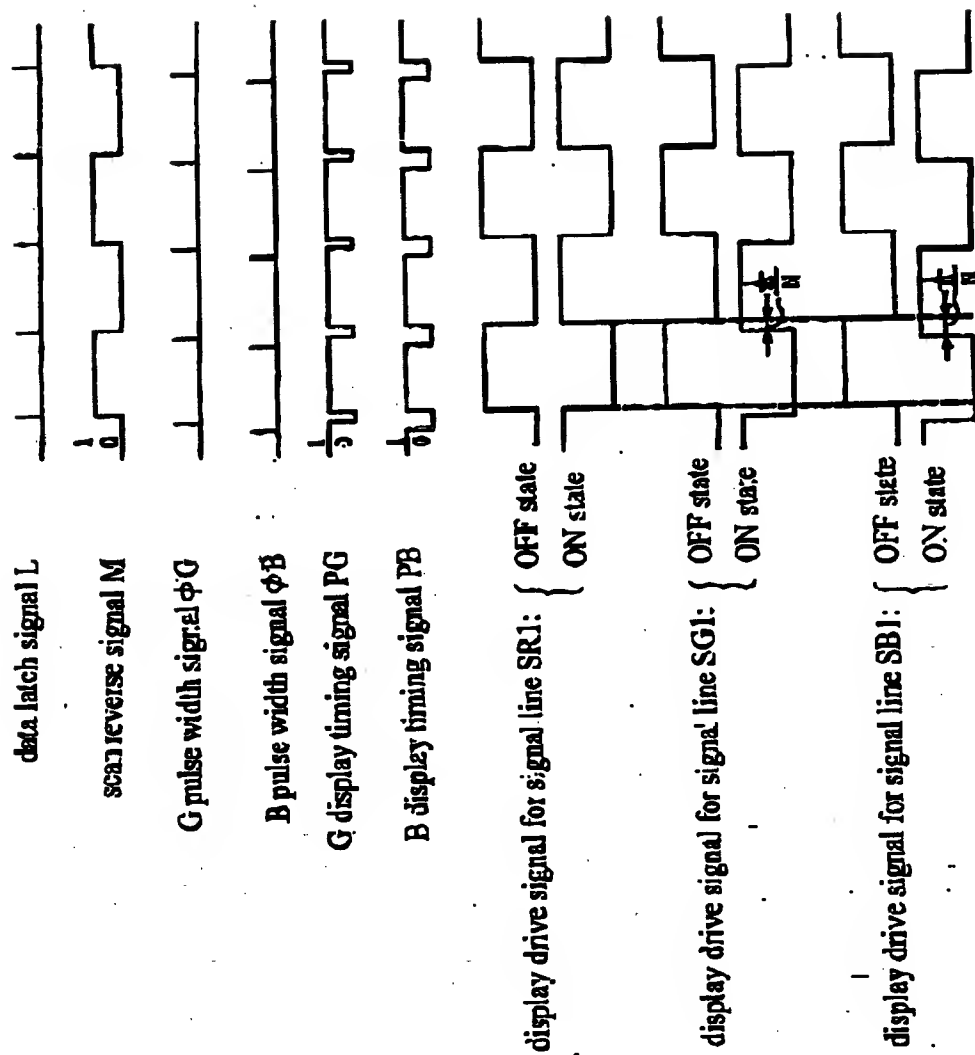 data latch signal L
scan reverse signal M
1
0
G pulse width signal ϕG
B pulse width signal ϕB
G display timing signal PG
1
B display timing signal PB
1
0
display drive signal for signal line SR1: { OFF state
ON state
display drive signal for signal line SG1: { OFF state
ON state
display drive signal for signal line SB1: { OFF state
ON state